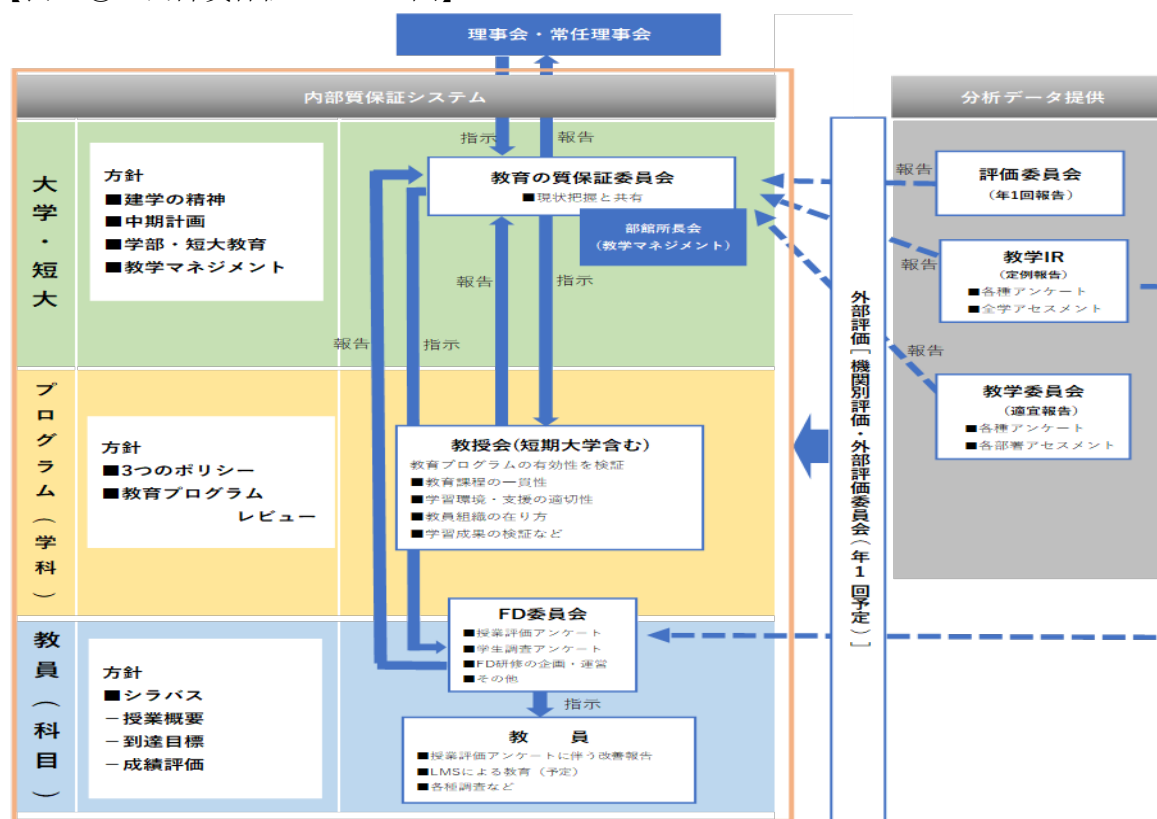 理事会・常任理事会
内部質保証システム
分析データ提供
指示
報告
大学・短大
方針
■建学の精神
■中期計画
■学部・短大教育
■教学マネジメント
教育の質保証委員会
■現状把握と共有
部館所長会
(教学マネジメント)
報告
指示
報告
指示
プログラム(学科)
方針
■3つのポリシー
■教育プログラム
レビュー
教授会(短期大学含む)
教育プログラムの有効性を検証
■教育課程の一貫性
■学習環境・支援の適切性
■教員組織の在り方
■学習成果の検証など
教員(科目)
方針
■シラバス
－授業概要
－到達目標
－成績評価
FD委員会
■授業評価アンケート
■学生調査アンケート
■FD研修の企画・運営
■その他
指示
教　員
■授業評価アンケートに伴う改善報告
■LMSによる教育(予定)
■各種調査など
外部評価[機関別評価・外部評価委員会(年1回予定)]
報告
評価委員会
(年1回報告)
報告
教学IR
(定例報告)
■各種アンケート
■全学アセスメント
報告
教学委員会
(適宜報告)
■各種アンケート
■各部署アセスメント